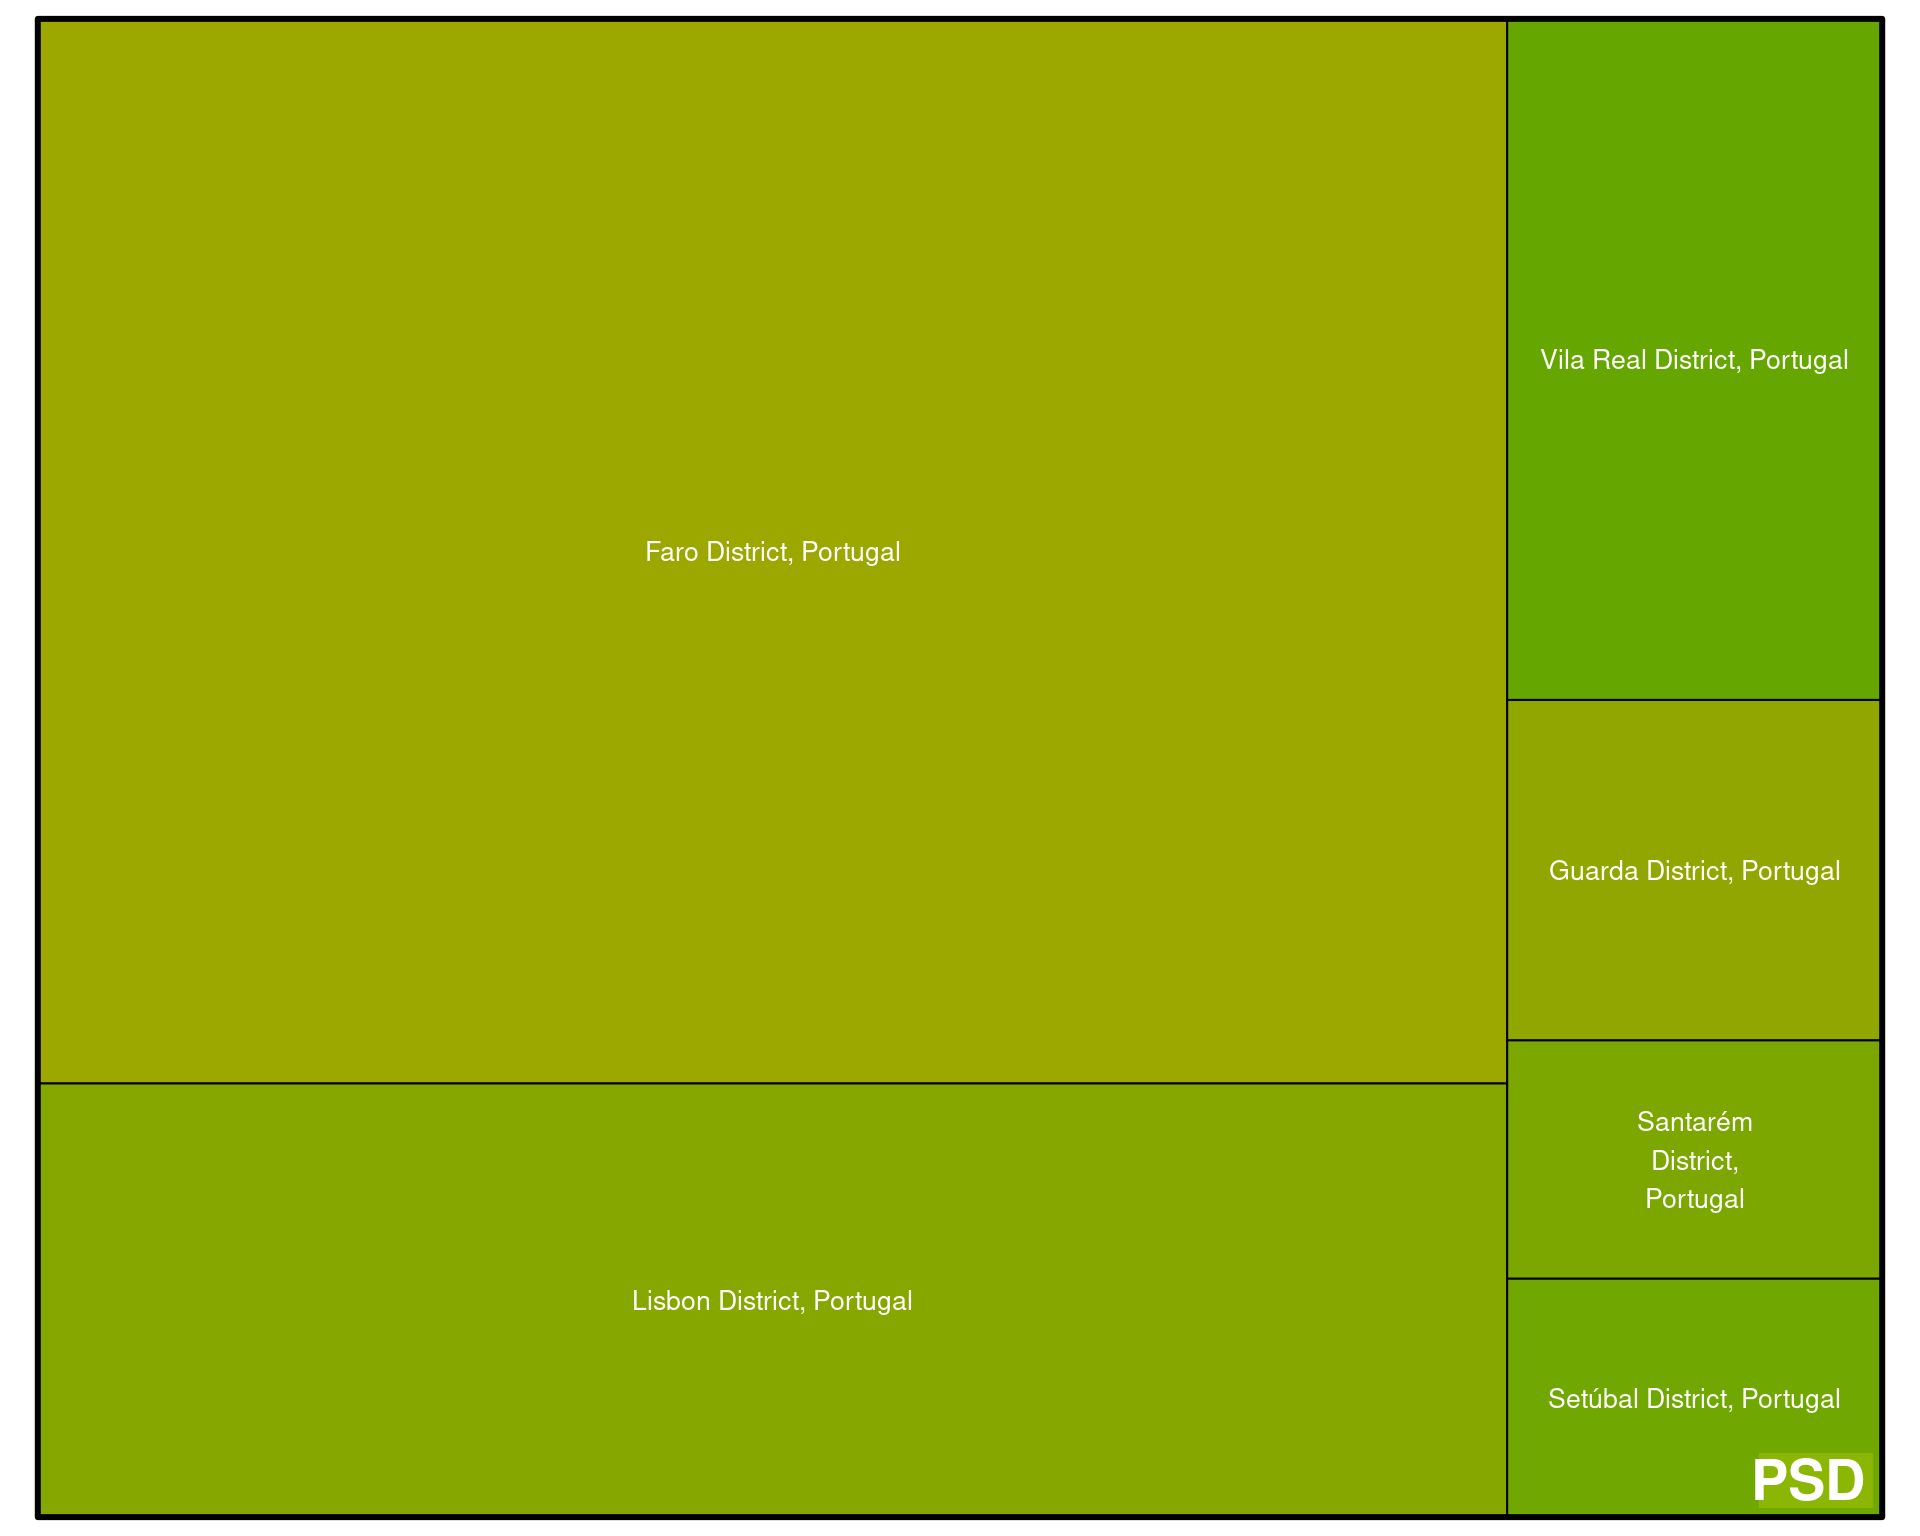 Faro District, Portugal
Lisbon District, Portugal
Vila Real District, Portugal
Guarda District, Portugal
Santarém
District,
Portugal
Setúbal District, Portugal
PSD